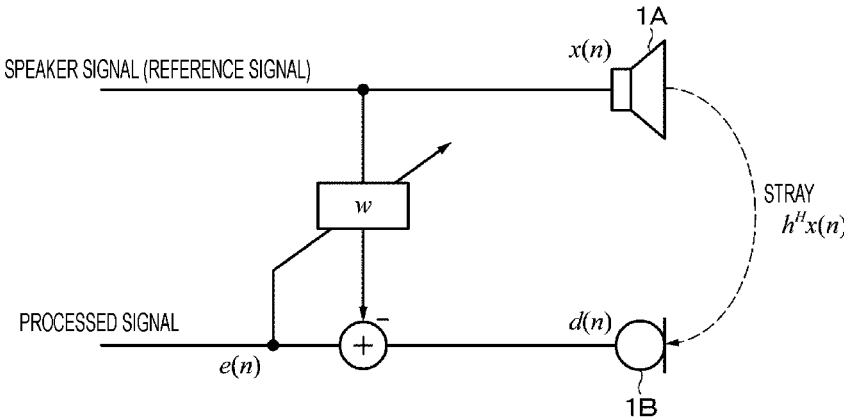 1A
x(n)
SPEAKER SIGNAL (REFERENCE SIGNAL)
w
STRAY
h^H x(n)
PROCESSED SIGNAL
-
d(n)
+
e(n)
1B